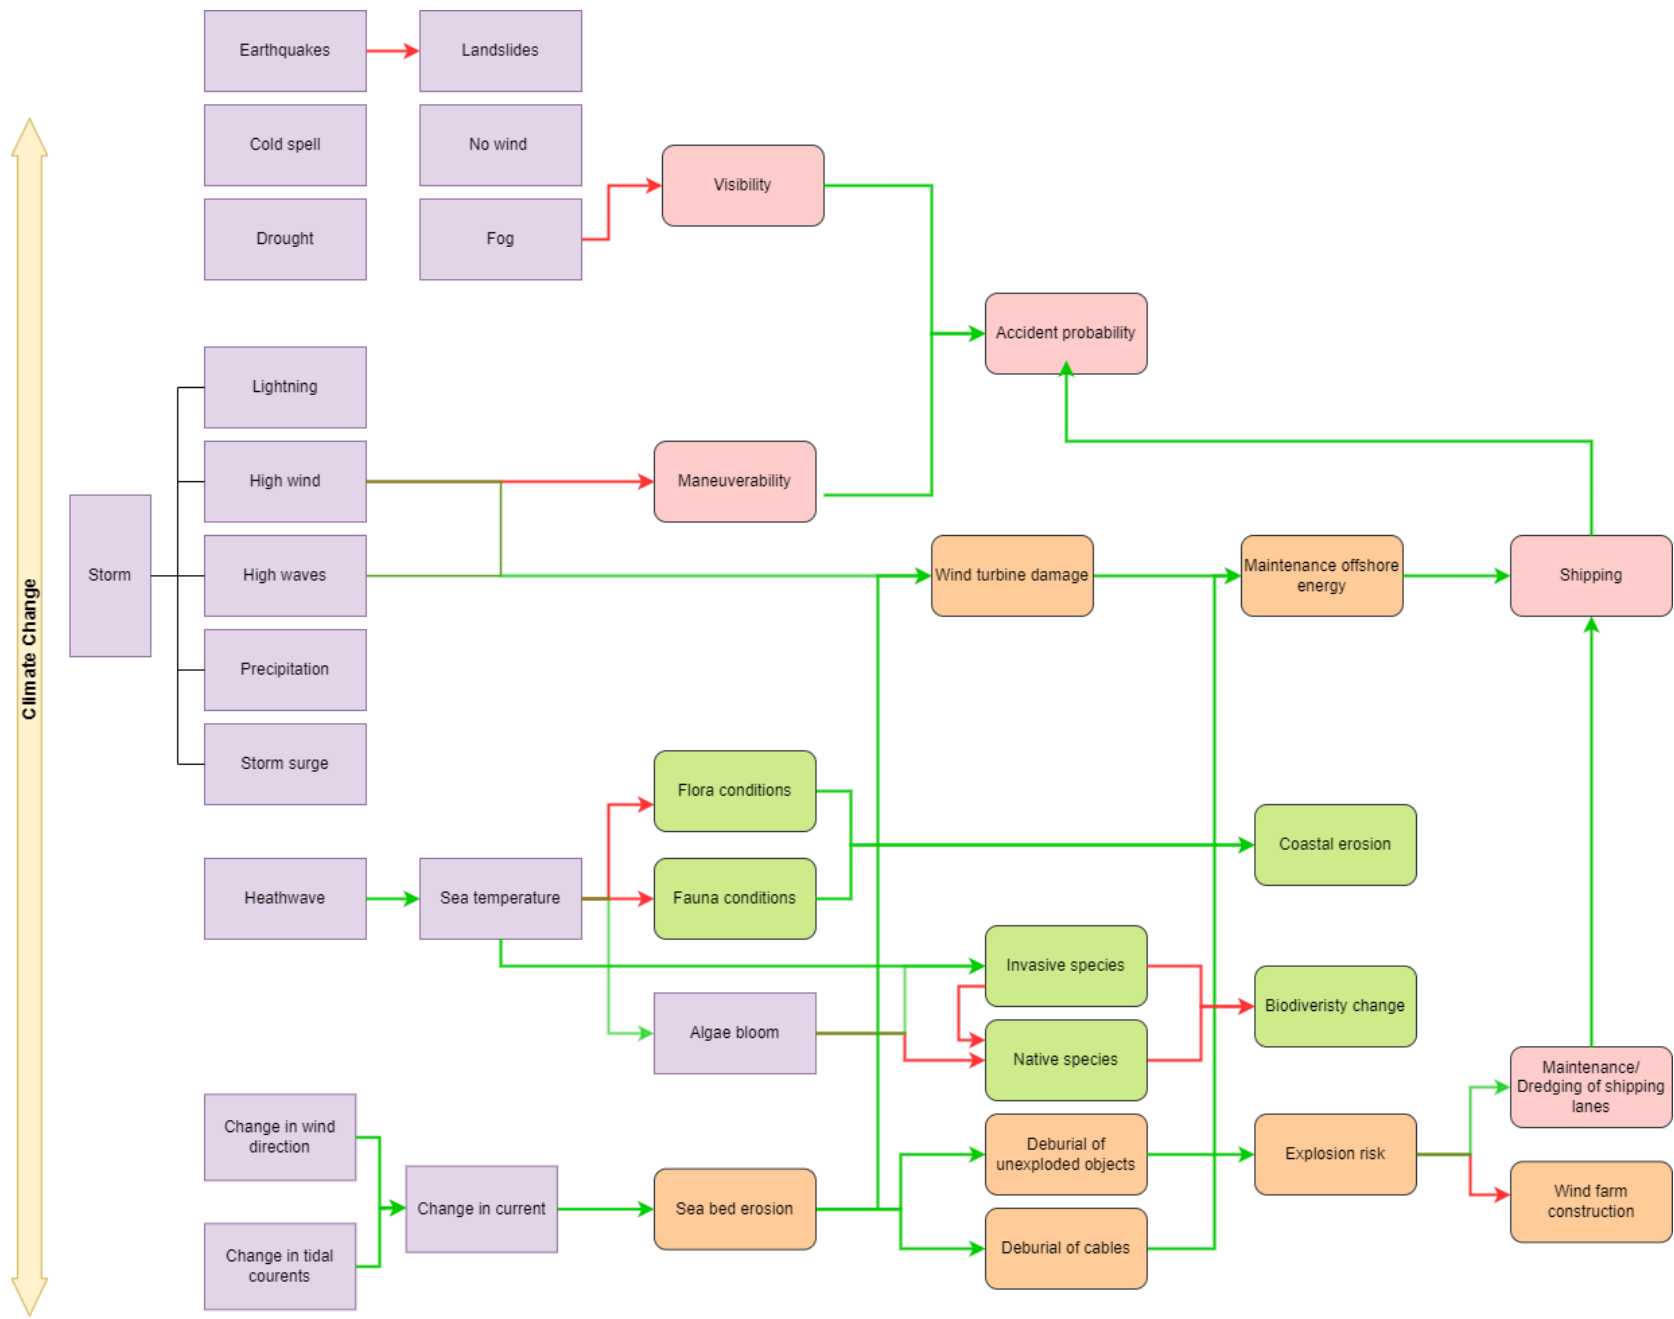 Earthquakes
Landslides
Cold spell
No wind
Visibility
Drought
Fog
Accident probability
Lightning
High wind
Maneuverability
Storm
High waves
Wind turbine damage
Maintenance offshore
energy
Shipping
Climate Change
Precipitation
Storm surge
Flora conditions
Coastal erosion
Heathwave
Sea temperature
Fauna conditions
Invasive species
Biodiveristy change
Algae bloom
Native species
Maintenance/
Dredging of shipping
lanes
Change in wind
direction
Deburial of
unexploded objects
Explosion risk
Change in current
Sea bed erosion
Wind farm
construction
Change in tidal
courents
Deburial of cables